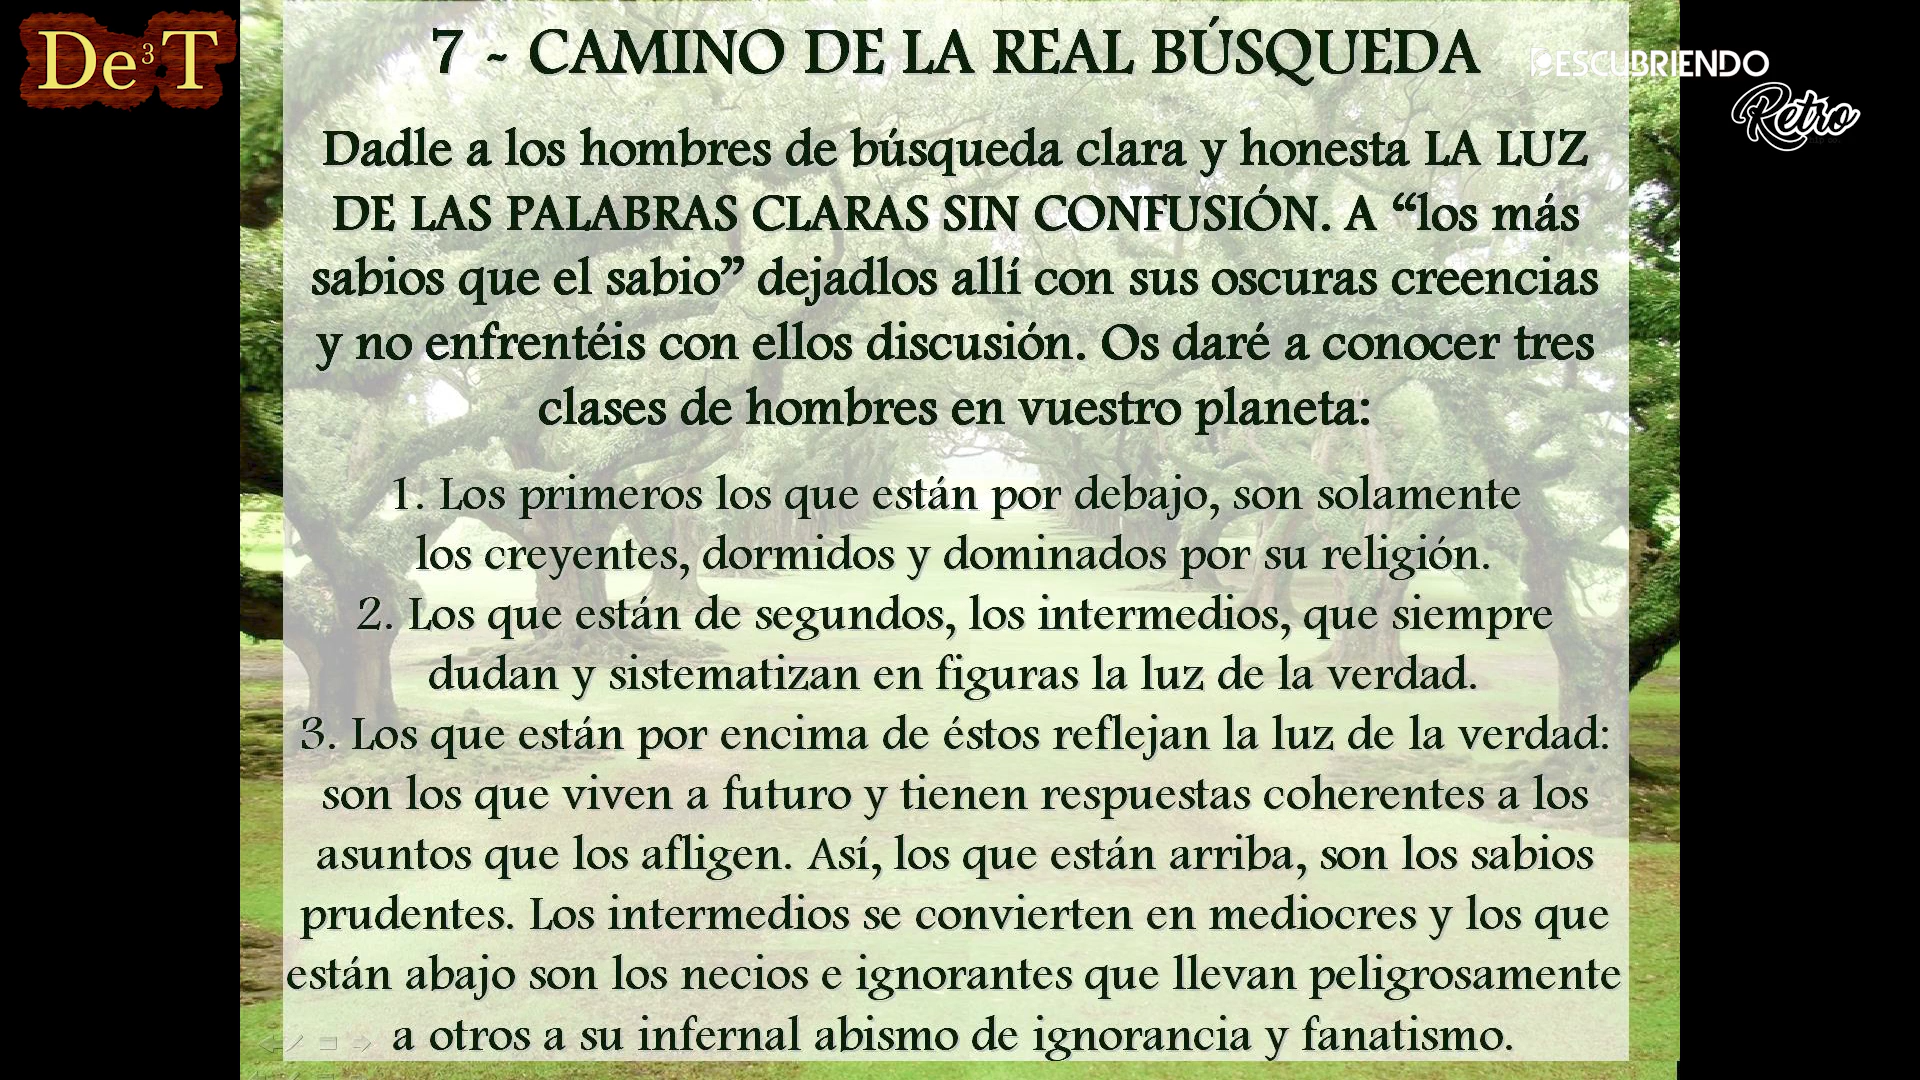 De³T
7 - CAMINO DE LA REAL BÚSQUEDA
DESCUBRIENDO
Retro
Dadle a los hombres de búsqueda clara y honesta LA LUZ
DE LAS PALABRAS CLARAS SIN CONFUSIÓN. A “los más
sabios que el sabio” dejadlos allí con sus oscuras creencias
y no enfrentéis con ellos discusión. Os daré a conocer tres
clases de hombres en vuestro planeta:
1. Los primeros los que están por debajo, son solamente
los creyentes, dormidos y dominados por su religión.
2. Los que están de segundos, los intermedios, que siempre
dudan y sistematizan en figuras la luz de la verdad.
3. Los que están por encima de éstos reflejan la luz de la verdad:
son los que viven a futuro y tienen respuestas coherentes a los
asuntos que los afligen. Así, los que están arriba, son los sabios
prudentes. Los intermedios se convierten en mediocres y los que
están abajo son los necios e ignorantes que llevan peligrosamente
a otros a su infernal abismo de ignorancia y fanatismo.